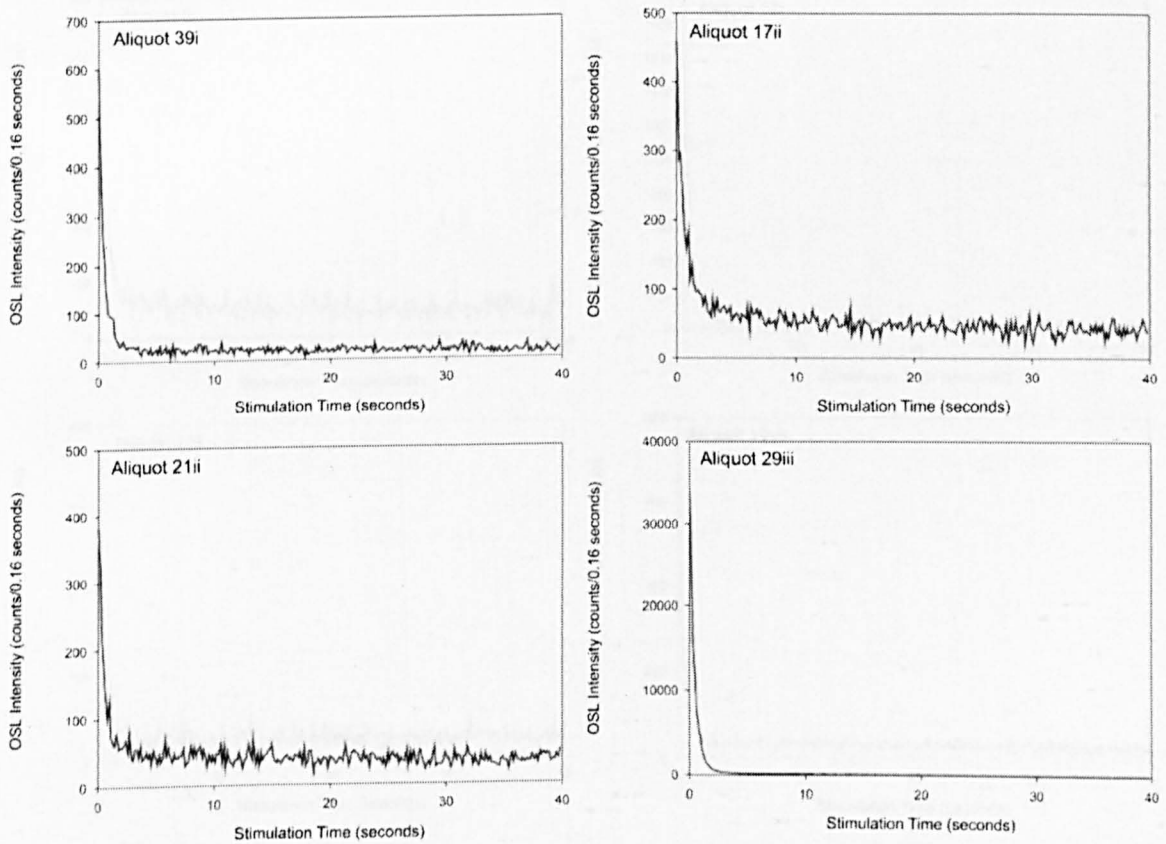 Aliquot 39i
OSL Intensity (counts/0.16 seconds)
700
600
500
400
300
200
100
0
0 10 20 30 40
Stimulation Time (seconds)
Aliquot 17ii
OSL Intensity (counts/0.16 seconds)
500
400
300
200
100
0
0 10 20 30 40
Stimulation Time (seconds)
Aliquot 21ii
OSL Intensity (counts/0.16 seconds)
500
400
300
200
100
0
0 10 20 30 40
Stimulation Time (seconds)
Aliquot 29iii
OSL Intensity (counts/0.16 seconds)
40000
30000
20000
10000
0
0 10 20 30 40
Stimulation Time (seconds)